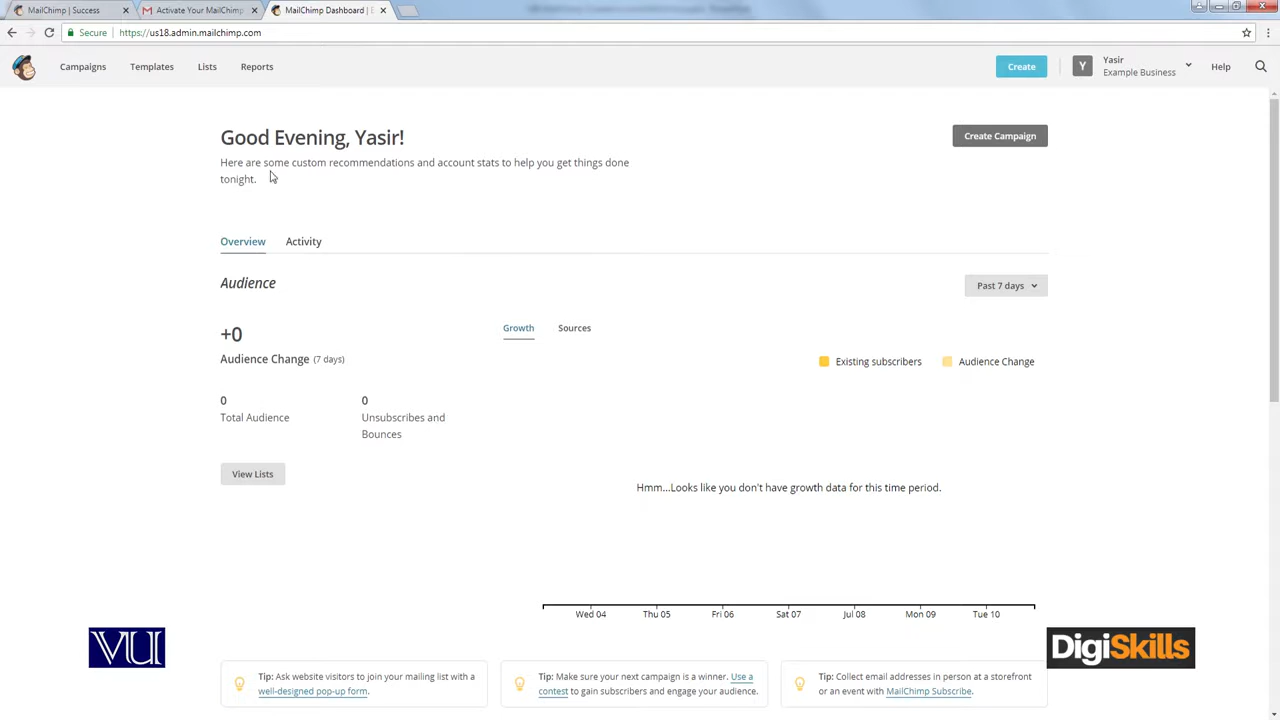 MailChimp | Success
Activate Your MailChimp
MailChimp Dashboard | E
Secure
https://us18.admin.mailchimp.com
Campaigns
Templates
Lists
Reports
Create
Y
Yasir
Example Business
Help
Good Evening, Yasir!
Create Campaign
Here are some custom recommendations and account stats to help you get things done
tonight.
Overview
Activity
Audience
Past 7 days
+0
Audience Change (7 days)
Growth
Sources
Existing subscribers
Audience Change
0
Total Audience
0
Unsubscribes and
Bounces
View Lists
Hmm...Looks like you don't have growth data for this time period.
Wed 04
Thu 05
Fri 06
Sat 07
Jul 08
Mon 09
Tue 10
VU
DigiSkills
Tip: Ask website visitors to join your mailing list with a
well-designed pop-up form.
Tip: Make sure your next campaign is a winner. Use a
contest to gain subscribers and engage your audience.
Tip: Collect email addresses in person at a storefront
or an event with MailChimp Subscribe.